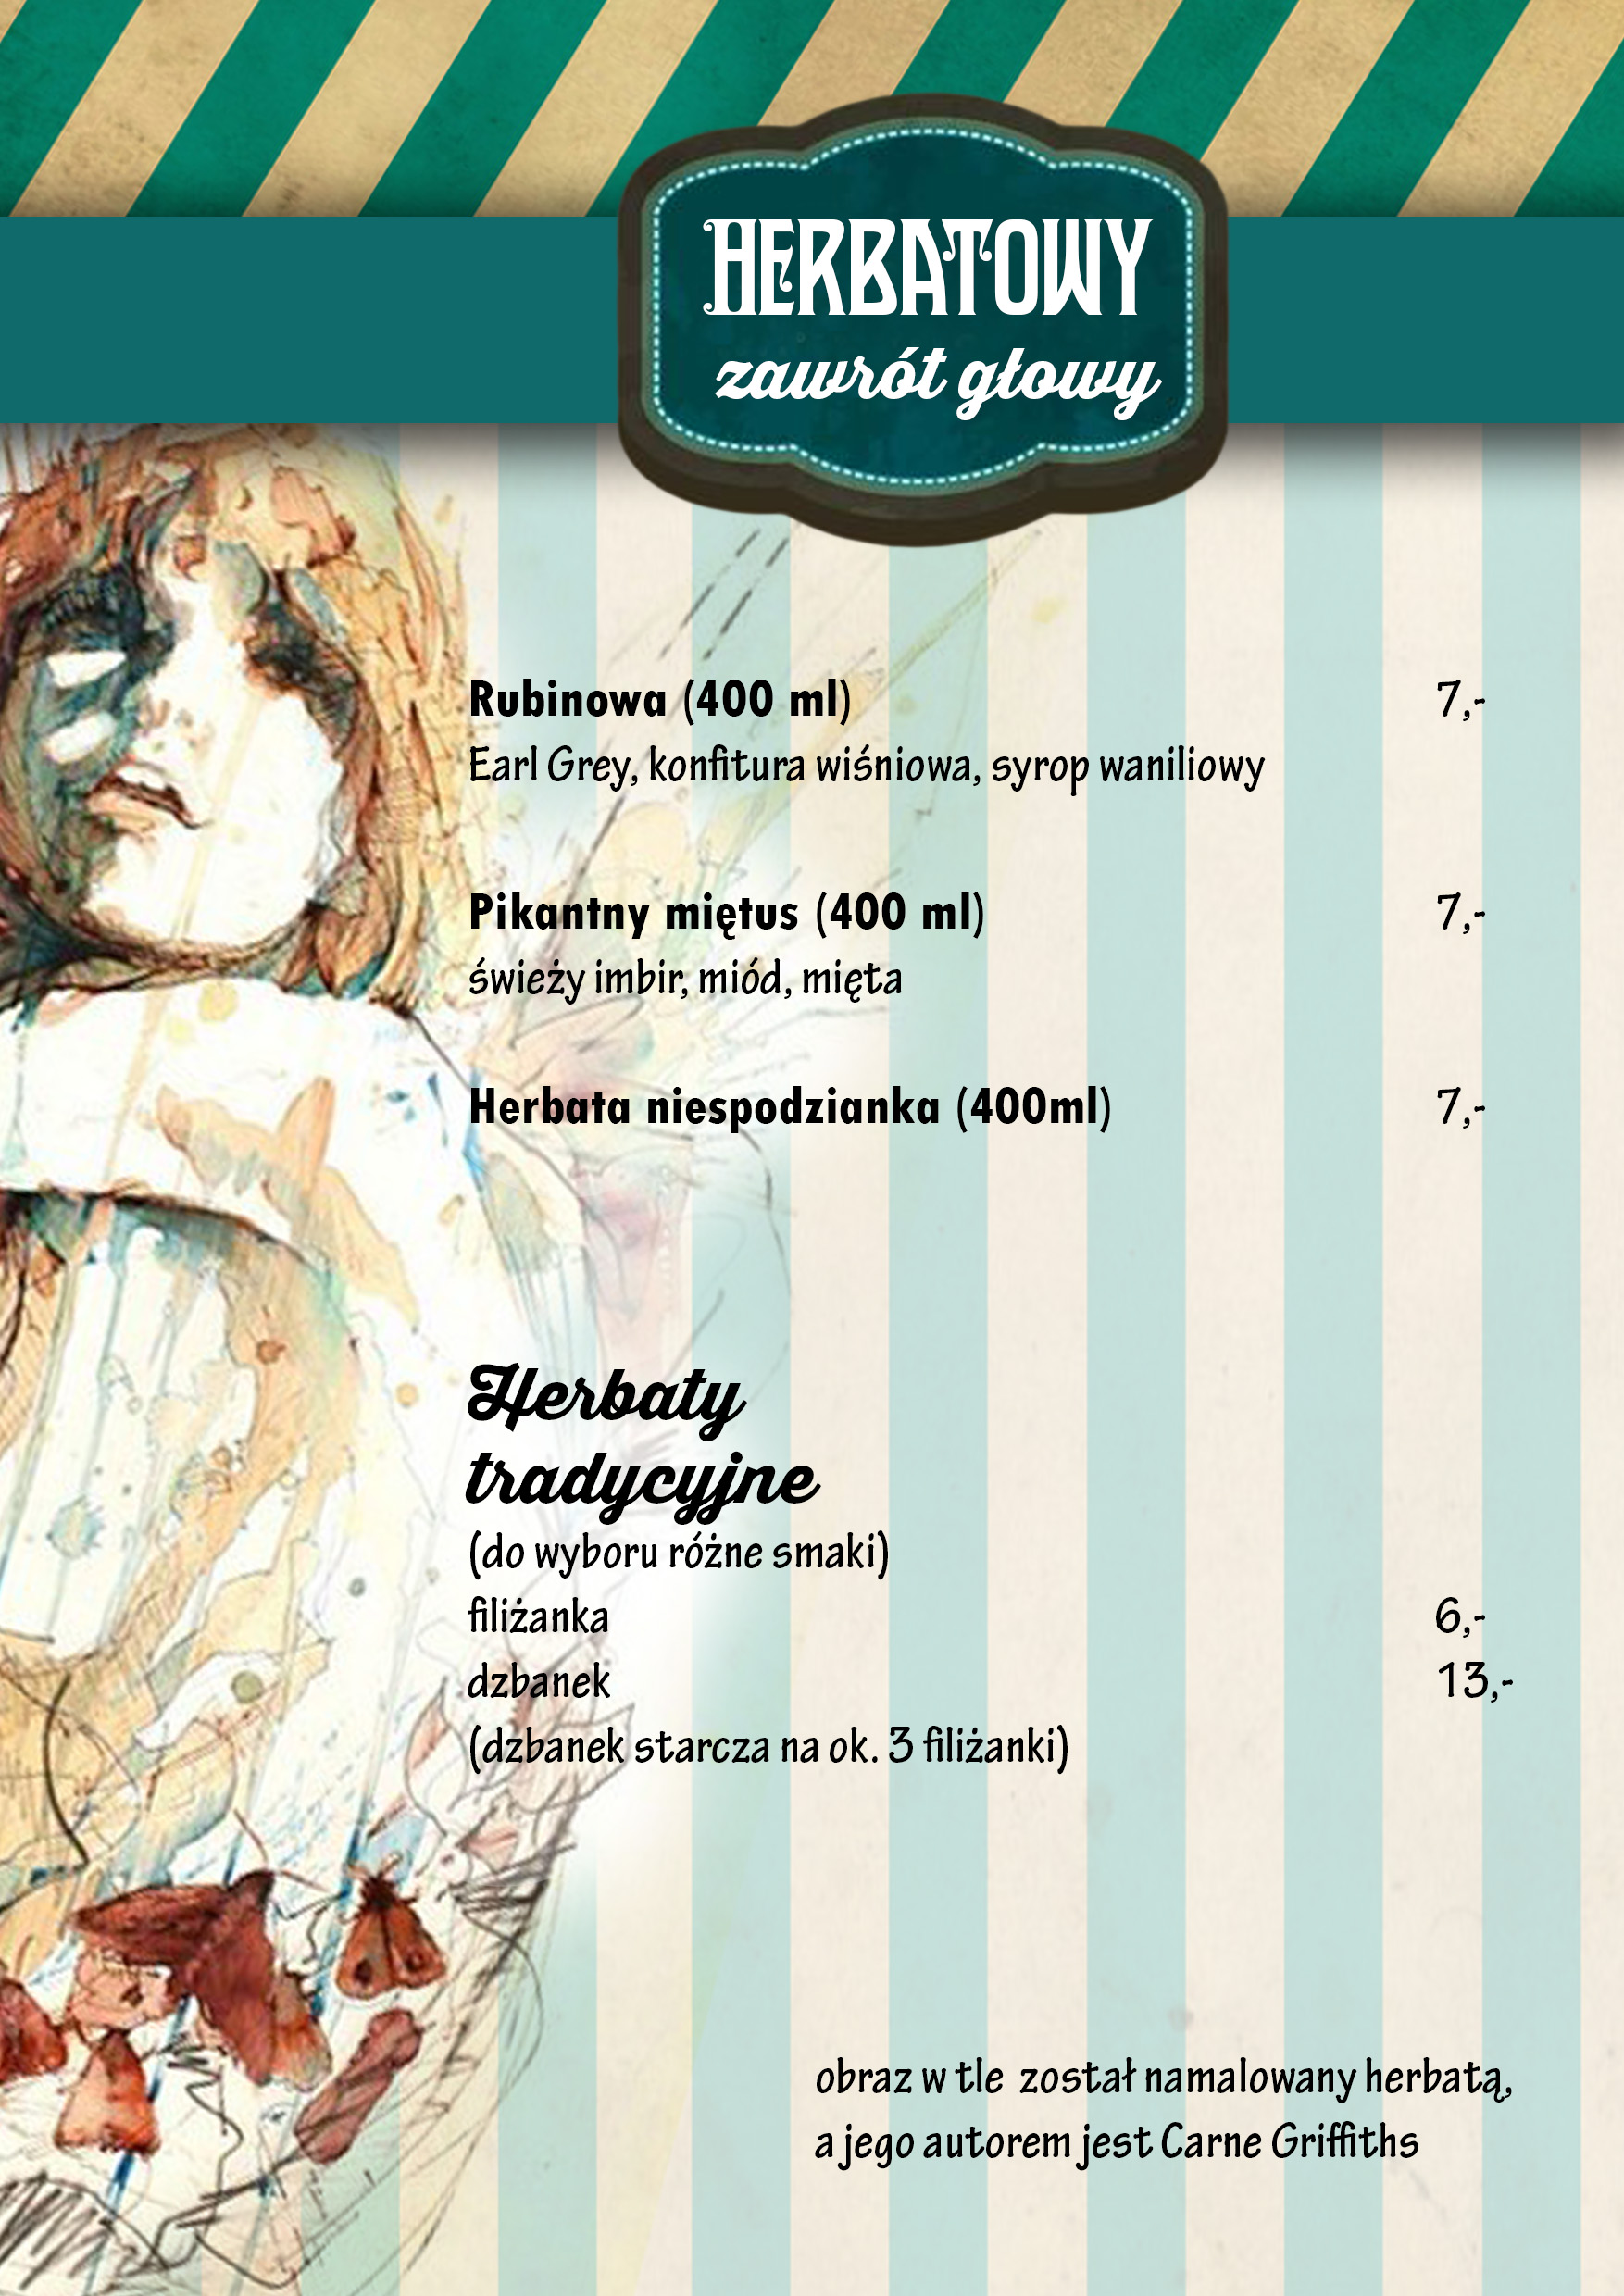 HERBATOWY
zawrót głowy
Rubinowa (400 ml) 7,-
Earl Grey, konfitura wiśniowa, syrop waniliowy
Pikantny miętus (400 ml) 7,-
świeży imbir, miód, mięta
Herbata niespodzianka (400ml) 7,-
Herbaty
tradycyjne
(do wyboru różne smaki)
filiżanka 6,-
dzbanek 13,-
(dzbanek starcza na ok. 3 filiżanki)
obraz w tle został namalowany herbatą,
a jego autorem jest Carne Griffiths